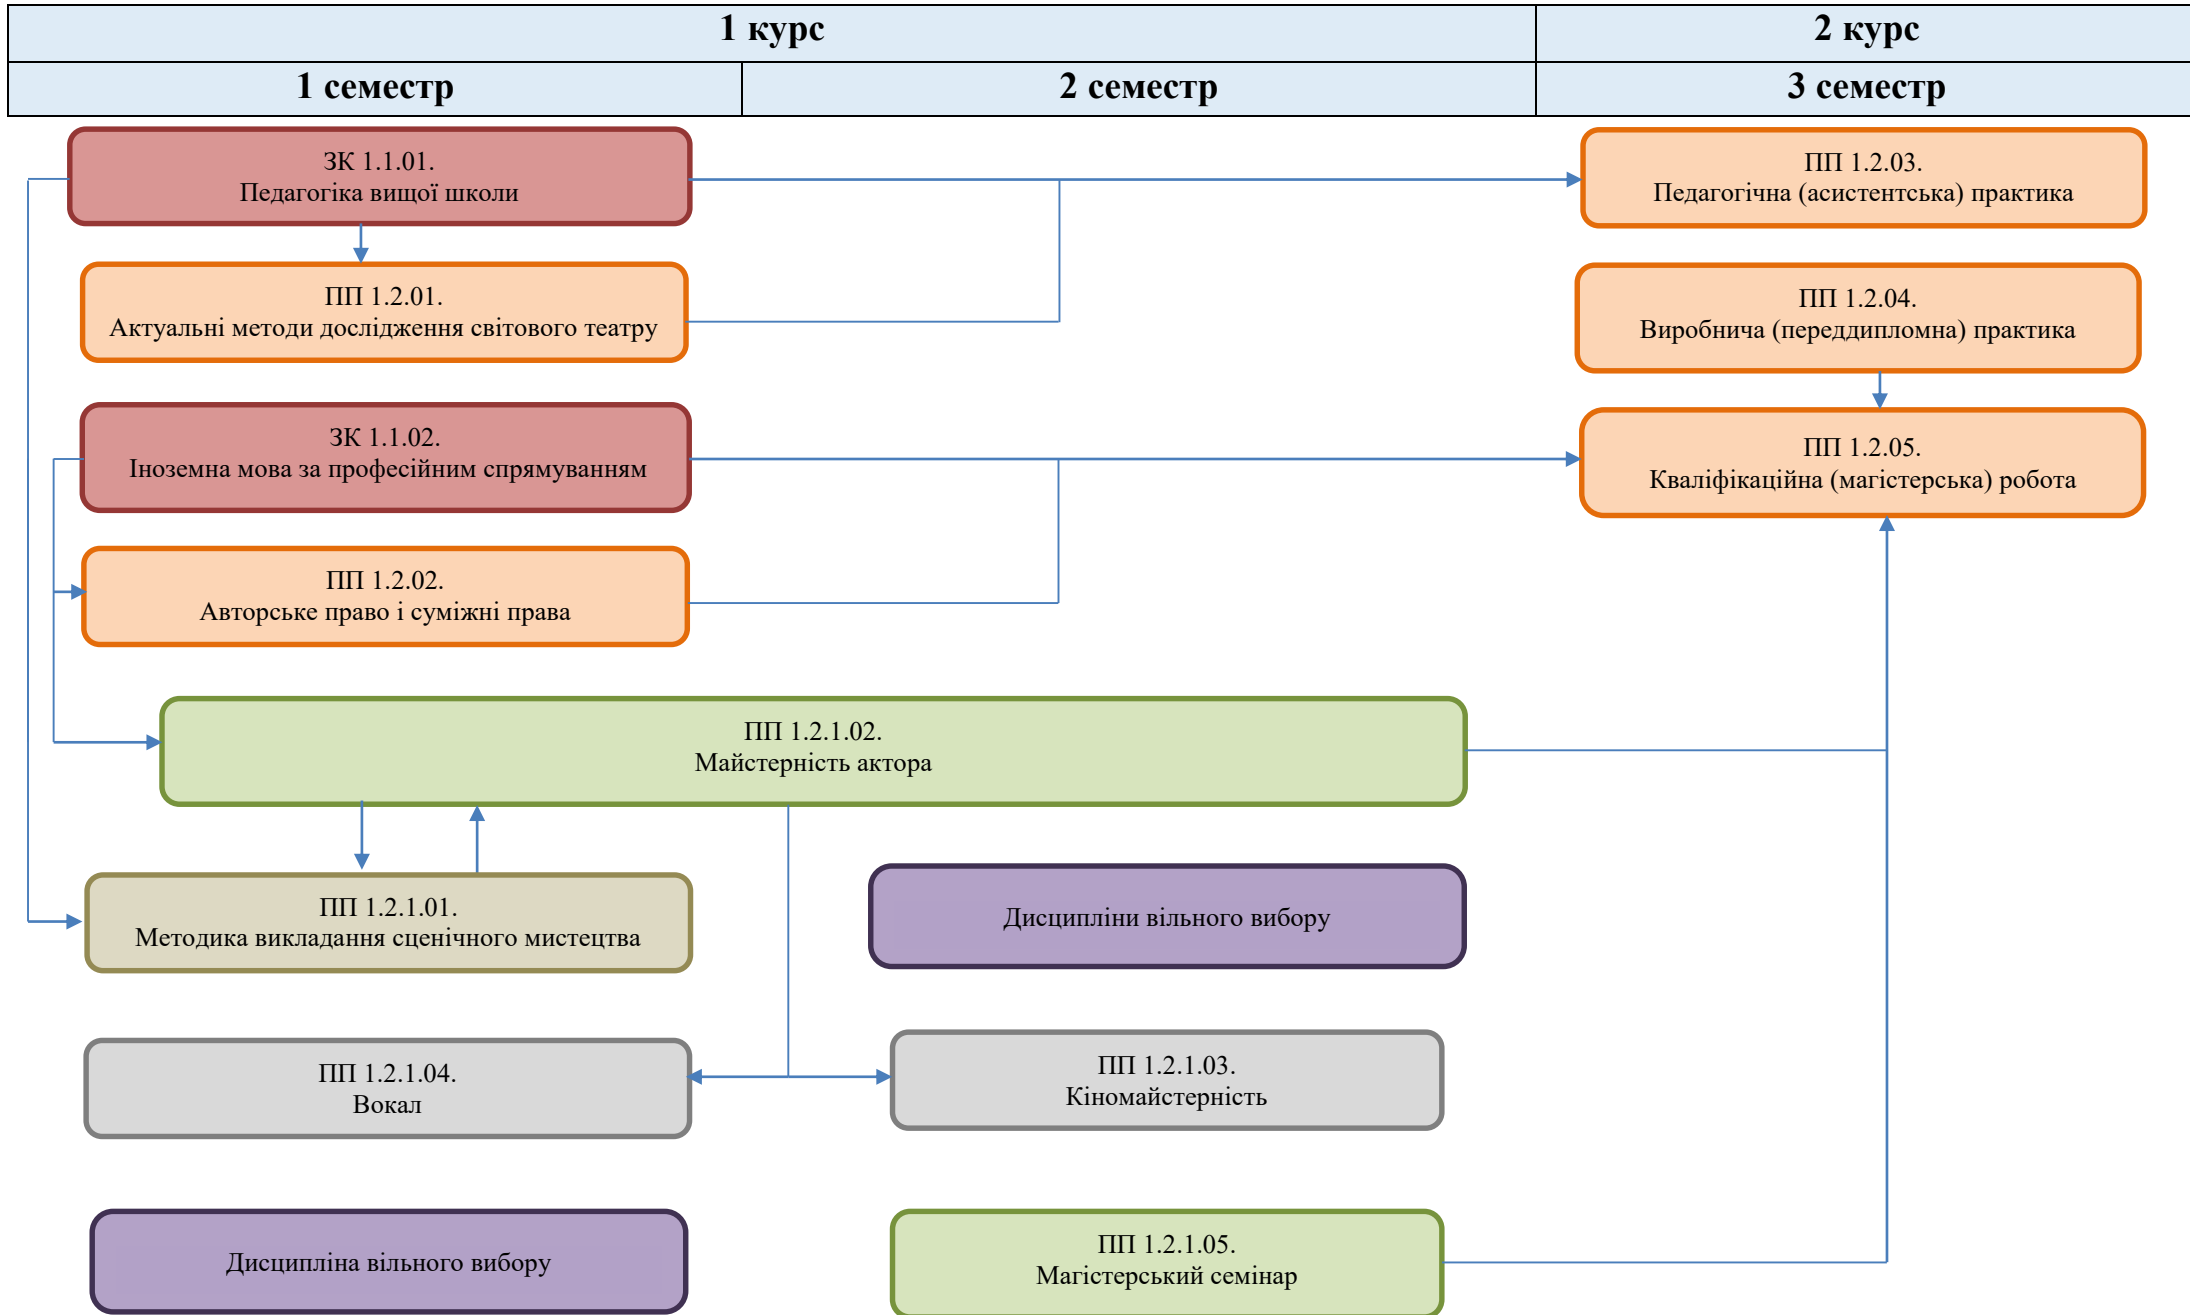 1 курс
2 курс
1 семестр
2 семестр
3 семестр
ЗК 1.1.01.
Педагогіка вищої школи
ПП 1.2.03.
Педагогічна (асистентська) практика
ПП 1.2.01.
Актуальні методи дослідження світового театру
ПП 1.2.04.
Виробнича (переддипломна) практика
ЗК 1.1.02.
Іноземна мова за професійним спрямуванням
ПП 1.2.05.
Кваліфікаційна (магістерська) робота
ПП 1.2.02.
Авторське право і суміжні права
ПП 1.2.1.02.
Майстерність актора
ПП 1.2.1.01.
Методика викладання сценічного мистецтва
Дисципліни вільного вибору
ПП 1.2.1.04.
Вокал
ПП 1.2.1.03.
Кіномайстерність
Дисципліна вільного вибору
ПП 1.2.1.05.
Магістерський семінар